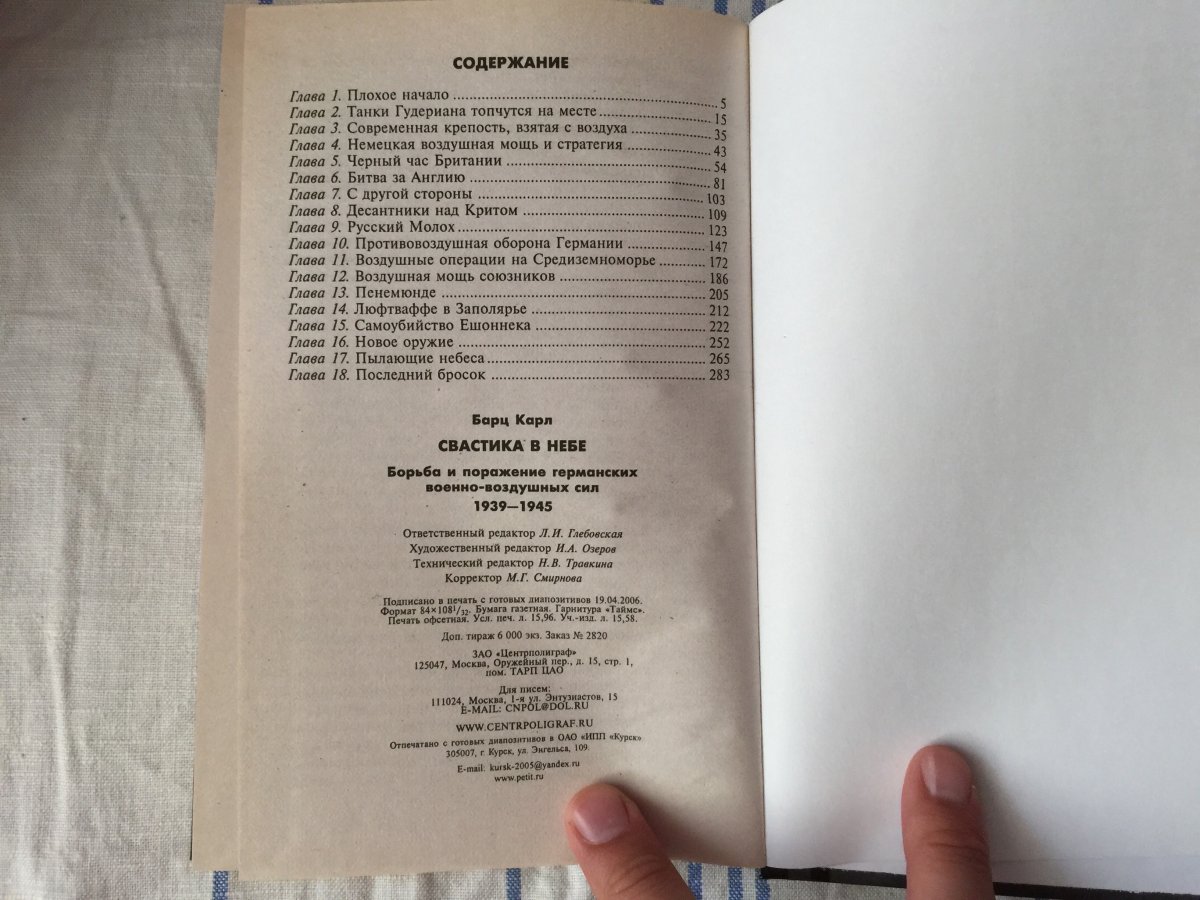 СОДЕРЖАНИЕ
Глава 1. Плохое начало ........ 5
Глава 2. Танки Гудериана топчутся на месте ........ 15
Глава 3. Современная крепость, взятая с воздуха ........ 35
Глава 4. Немецкая воздушная мощь и стратегия ........ 43
Глава 5. Черный час Британии ........ 54
Глава 6. Битва за Англию ........ 81
Глава 7. С другой стороны ........ 103
Глава 8. Десантники над Критом ........ 109
Глава 9. Русский Молох ........ 123
Глава 10. Противовоздушная оборона Германии ........ 147
Глава 11. Воздушные операции на Средиземноморье ........ 172
Глава 12. Воздушная мощь союзников ........ 186
Глава 13. Пенемюнде ........ 205
Глава 14. Люфтваффе в Заполярье ........ 212
Глава 15. Самоубийство Ешоннека ........ 222
Глава 16. Новое оружие ........ 252
Глава 17. Пылающие небеса ........ 265
Глава 18. Последний бросок ........ 283
Барц Карл
СВАСТИКА В НЕБЕ
Борьба и поражение германских
военно-воздушных сил
1939—1945
Ответственный редактор Л.И. Глебовская
Художественный редактор И.А. Озеров
Технический редактор Н.В. Травкина
Корректор М.Г. Смирнова
Подписано в печать с готовых диапозитивов 19.04.2006.
Формат 84×108¹/₃₂. Бумага газетная. Гарнитура «Таймс».
Печать офсетная. Усл. печ. л. 15,96. Уч.-изд. л. 15,58.
Доп. тираж 6 000 экз. Заказ № 2820
ЗАО «Центрполиграф»
125047, Москва, Оружейный пер., д. 15, стр. 1,
пом. ТАРП ЦАО
Для писем:
111024, Москва, 1-я ул. Энтузиастов, 15
E-MAIL: CNPOL@DOL.RU
WWW.CENTRPOLIGRAF.RU
Отпечатано с готовых диапозитивов в ОАО «ИПП «Курск»
305007, г. Курск, ул. Энгельса, 109.
E-mail: kursk-2005@yandex.ru
www.petit.ru